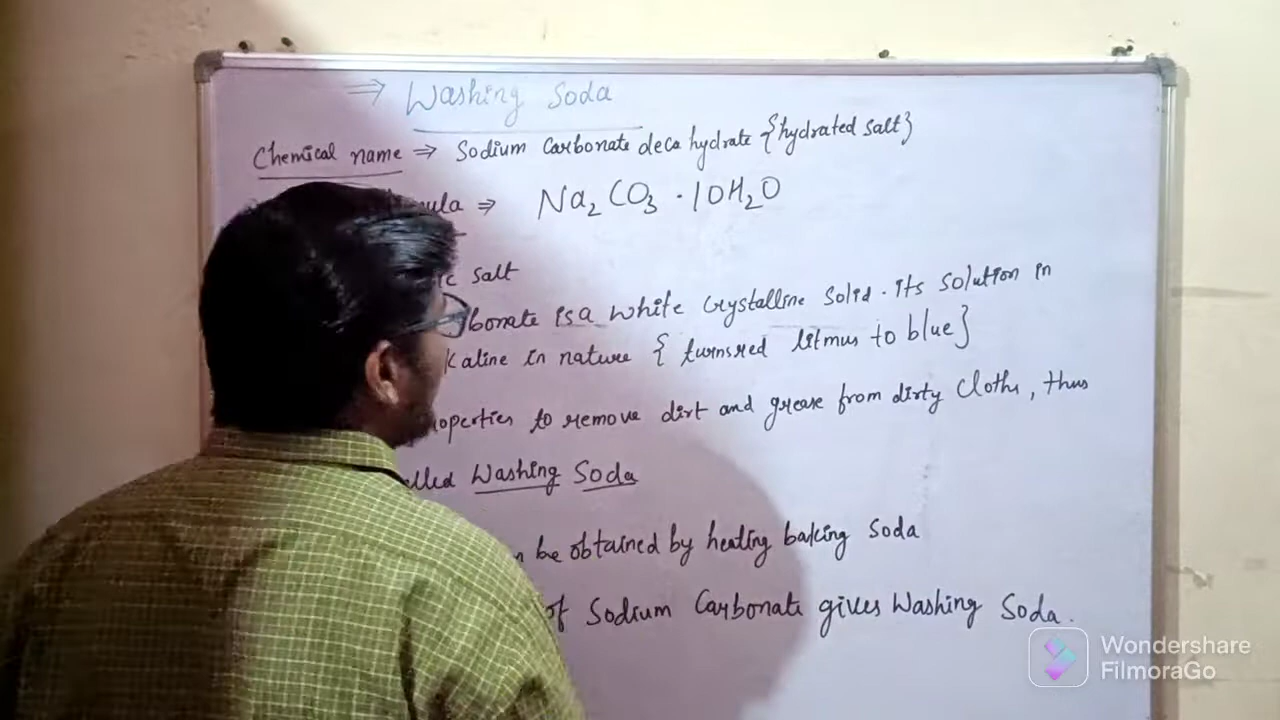 ⇒ Washing Soda
Chemical name ⇒ Sodium Carbonate deca hydrate {hydrated salt}
ula ⇒ Na₂CO₃ · 10H₂O
ic salt
bonate is a white crystalline solid. its solution in
kaline in nature { turns red litmus to blue}
operties to remove dirt and grease from dirty cloths, thus
lled Washing Soda
n be obtained by heating baking soda
of Sodium Carbonate gives Washing Soda.
Wondershare
FilmoraGo